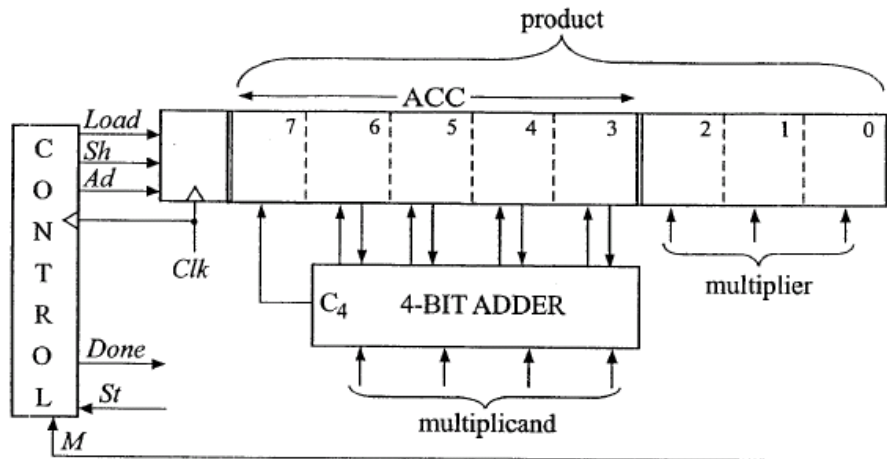 product
ACC
7 6 5 4 3 2 1 0
Load
Sh
Ad
CONTROL
Clk
C4 4-BIT ADDER
multiplier
Done
St
multiplicand
M